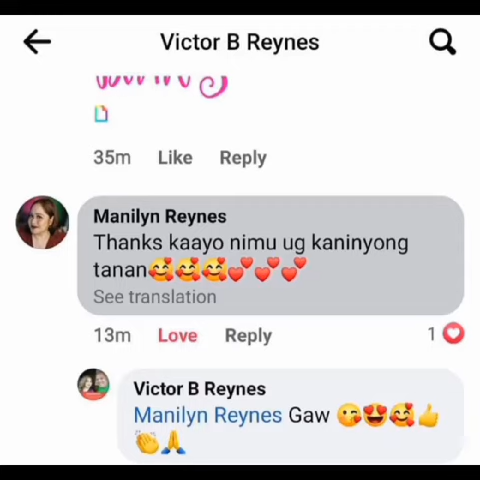 Victor B Reynes
35m Like Reply
Manilyn Reynes
Thanks kaayo nimu ug kaninyong
tanan🥰🥰🥰💕💕💕
See translation
13m Love Reply 1
Victor B Reynes
Manilyn Reynes Gaw 😘😍🥰👍
👏🙏